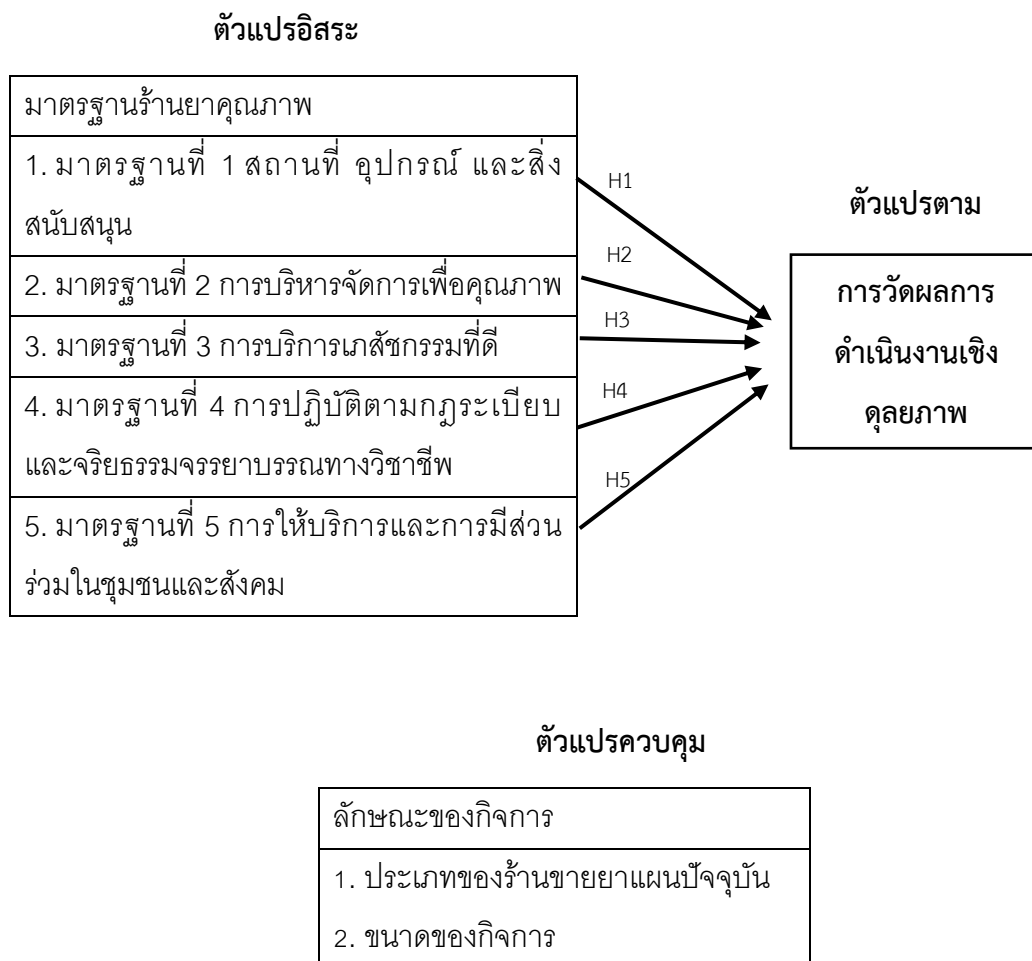 ตัวแปรอิสระ
มาตรฐานร้านยาคุณภาพ
1. มาตรฐานที่ 1 สถานที่ อุปกรณ์ และสิ่ง
สนับสนุน
2. มาตรฐานที่ 2 การบริหารจัดการเพื่อคุณภาพ
3. มาตรฐานที่ 3 การบริการเภสัชกรรมที่ดี
4. มาตรฐานที่ 4 การปฏิบัติตามกฎระเบียบ
และจริยธรรมจรรยาบรรณทางวิชาชีพ
5. มาตรฐานที่ 5 การให้บริการและการมีส่วน
ร่วมในชุมชนและสังคม
H1
H2
H3
H4
H5
ตัวแปรตาม
การวัดผลการ
ดำเนินงานเชิง
ดุลยภาพ
ตัวแปรควบคุม
ลักษณะของกิจการ
1. ประเภทของร้านขายยาแผนปัจจุบัน
2. ขนาดของกิจการ